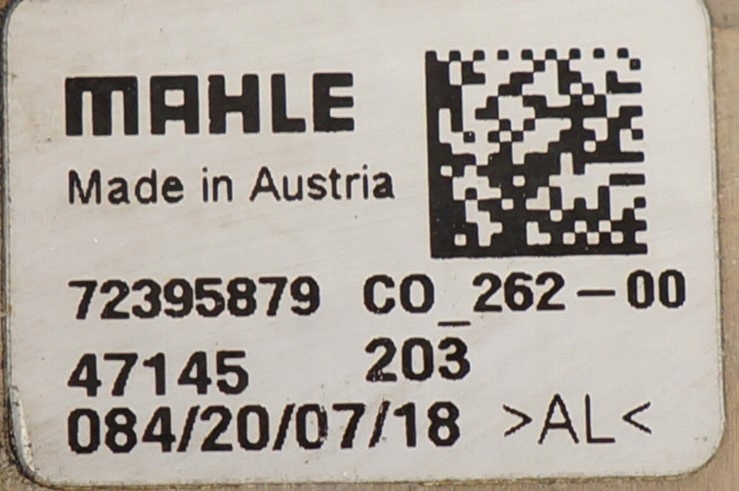 MAHLE
Made in Austria
72395879 CO_262-00
47145 203
084/20/07/18 >AL<